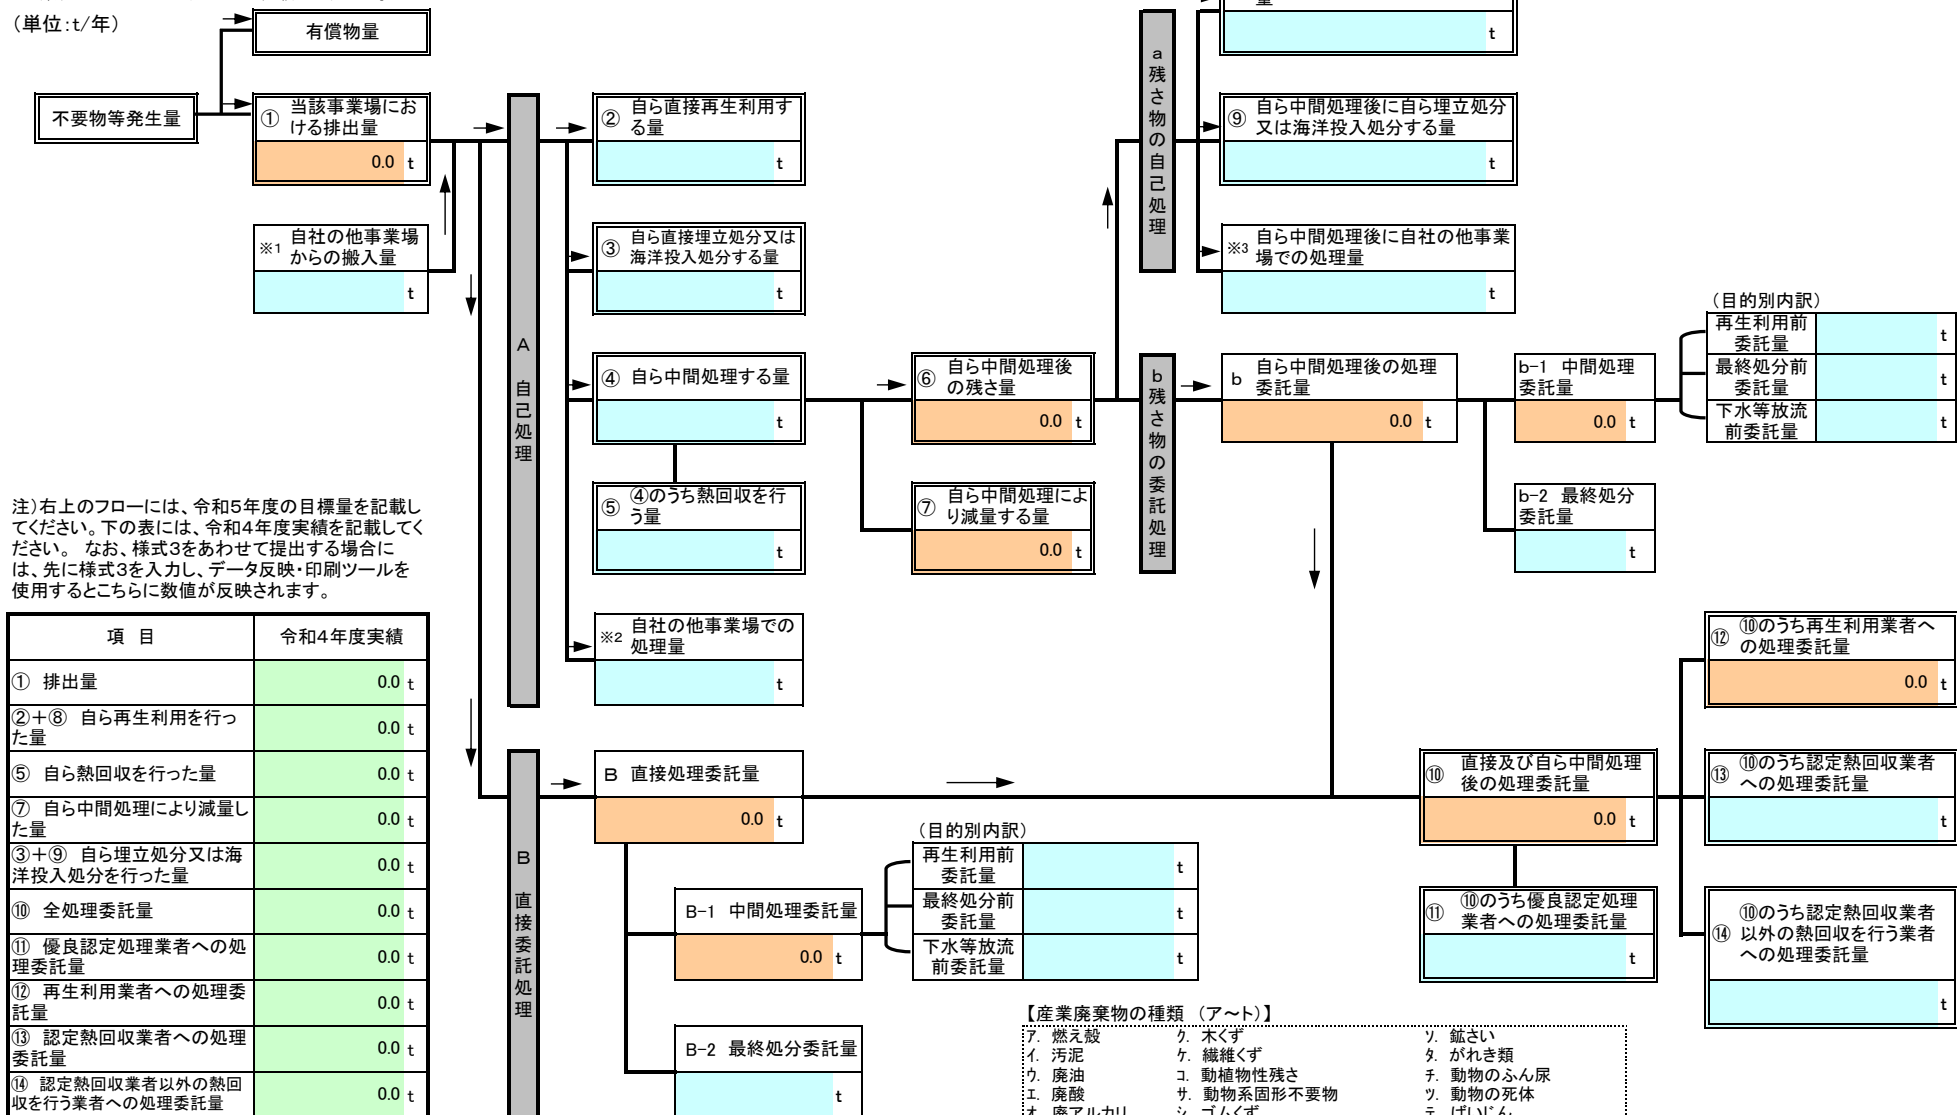 （単位:t/年）
有償物量
不要物等発生量
① 当該事業場にお
ける排出量
0.0 t
※1 自社の他事業場
からの搬入量
t
A 自己処理
② 自ら直接再生利用す
る量
t
③ 自ら直接埋立処分又は
海洋投入処分する量
t
④ 自ら中間処理する量
t
⑤ ④のうち熱回収を行
う量
t
※2 自社の他事業場での
処理量
t
⑥ 自ら中間処理後
の残さ量
0.0 t
⑦ 自ら中間処理によ
り減量する量
0.0 t
a 残さ物の自己処理
量
t
⑨ 自ら中間処理後に自ら埋立処分
又は海洋投入処分する量
t
※3 自ら中間処理後に自社の他事業
場での処理量
t
b 残さ物の委託処理
b 自ら中間処理後の処理
委託量
0.0 t
b-1 中間処理
委託量
0.0 t
b-2 最終処分
委託量
t
（目的別内訳）
再生利用前
委託量
t
最終処分前
委託量
t
下水等放流
前委託量
t
注）右上のフローには、令和5年度の目標量を記載し
てください。下の表には、令和4年度実績を記載してく
ださい。 なお、様式3をあわせて提出する場合に
は、先に様式3を入力し、データ反映・印刷ツールを
使用するとこちらに数値が反映されます。
項 目 令和4年度実績
① 排出量 0.0 t
②+⑧ 自ら再生利用を行っ
た量 0.0 t
⑤ 自ら熱回収を行った量 0.0 t
⑦ 自ら中間処理により減量し
た量 0.0 t
③+⑨ 自ら埋立処分又は海
洋投入処分を行った量 0.0 t
⑩ 全処理委託量 0.0 t
⑪ 優良認定処理業者への処
理委託量 0.0 t
⑫ 再生利用業者への処理委
託量 0.0 t
⑬ 認定熱回収業者への処理
委託量 0.0 t
⑭ 認定熱回収業者以外の熱回
収を行う業者への処理委託量 0.0 t
B 直接委託処理
B 直接処理委託量
0.0 t
B-1 中間処理委託量
0.0 t
B-2 最終処分委託量
t
（目的別内訳）
再生利用前
委託量
t
最終処分前
委託量
t
下水等放流
前委託量
t
⑩ 直接及び自ら中間処理
後の処理委託量
0.0 t
⑪ ⑩のうち優良認定処理
業者への処理委託量
t
⑫ ⑩のうち再生利用業者へ
の処理委託量
0.0 t
⑬ ⑩のうち認定熱回収業者
への処理委託量
t
⑭ ⑩のうち認定熱回収業者
以外の熱回収を行う業者
への処理委託量
t
【産業廃棄物の種類 （ア～ト）】
ア. 燃え殻 ク. 木くず ソ. 鉱さい
イ. 汚泥 ケ. 繊維くず タ. がれき類
ウ. 廃油 コ. 動植物性残さ チ. 動物のふん尿
エ. 廃酸 サ. 動物系固形不要物 ツ. 動物の死体
オ. 廃アルカリ シ. ゴムくず テ. ばいじん